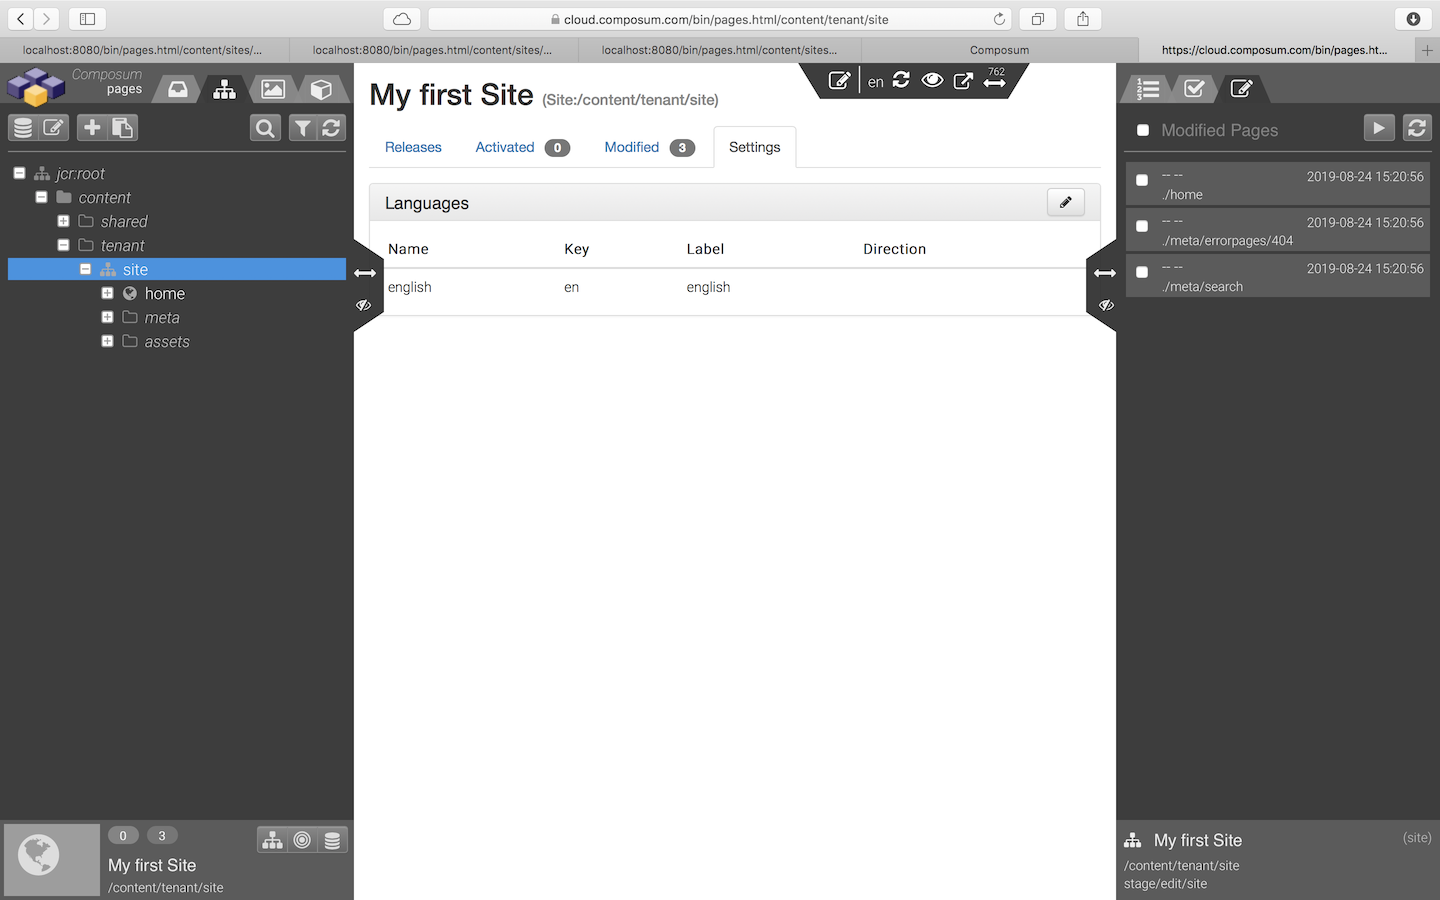 cloud.composum.com/bin/pages.html/content/tenant/site
localhost:8080/bin/pages.html/content/sites/...
localhost:8080/bin/pages.html/content/sites/...
localhost:8080/bin/pages.html/content/sites...
Composum
https://cloud.composum.com/bin/pages.ht...
Composum
pages
jcr:root
content
shared
tenant
site
home
meta
assets
0 3
My first Site
/content/tenant/site
My first Site (Site:/content/tenant/site)
en 762
Releases Activated 0 Modified 3 Settings
Languages
Name Key Label Direction
english en english
Modified Pages
-- -- 2019-08-24 15:20:56
./home
-- -- 2019-08-24 15:20:56
./meta/errorpages/404
-- -- 2019-08-24 15:20:56
./meta/search
My first Site (site)
/content/tenant/site
stage/edit/site